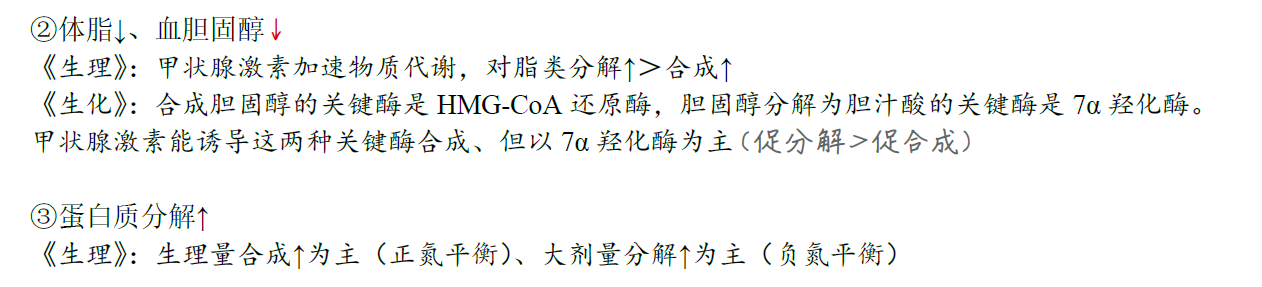 ②体脂↓、血胆固醇↓
《生理》：甲状腺激素加速物质代谢，对脂类分解↑＞合成↑
《生化》：合成胆固醇的关键酶是 HMG-CoA 还原酶，胆固醇分解为胆汁酸的关键酶是 7α 羟化酶。
甲状腺激素能诱导这两种关键酶合成、但以 7α 羟化酶为主（促分解>促合成）
③蛋白质分解↑
《生理》：生理量合成↑为主（正氮平衡）、大剂量分解↑为主（负氮平衡）